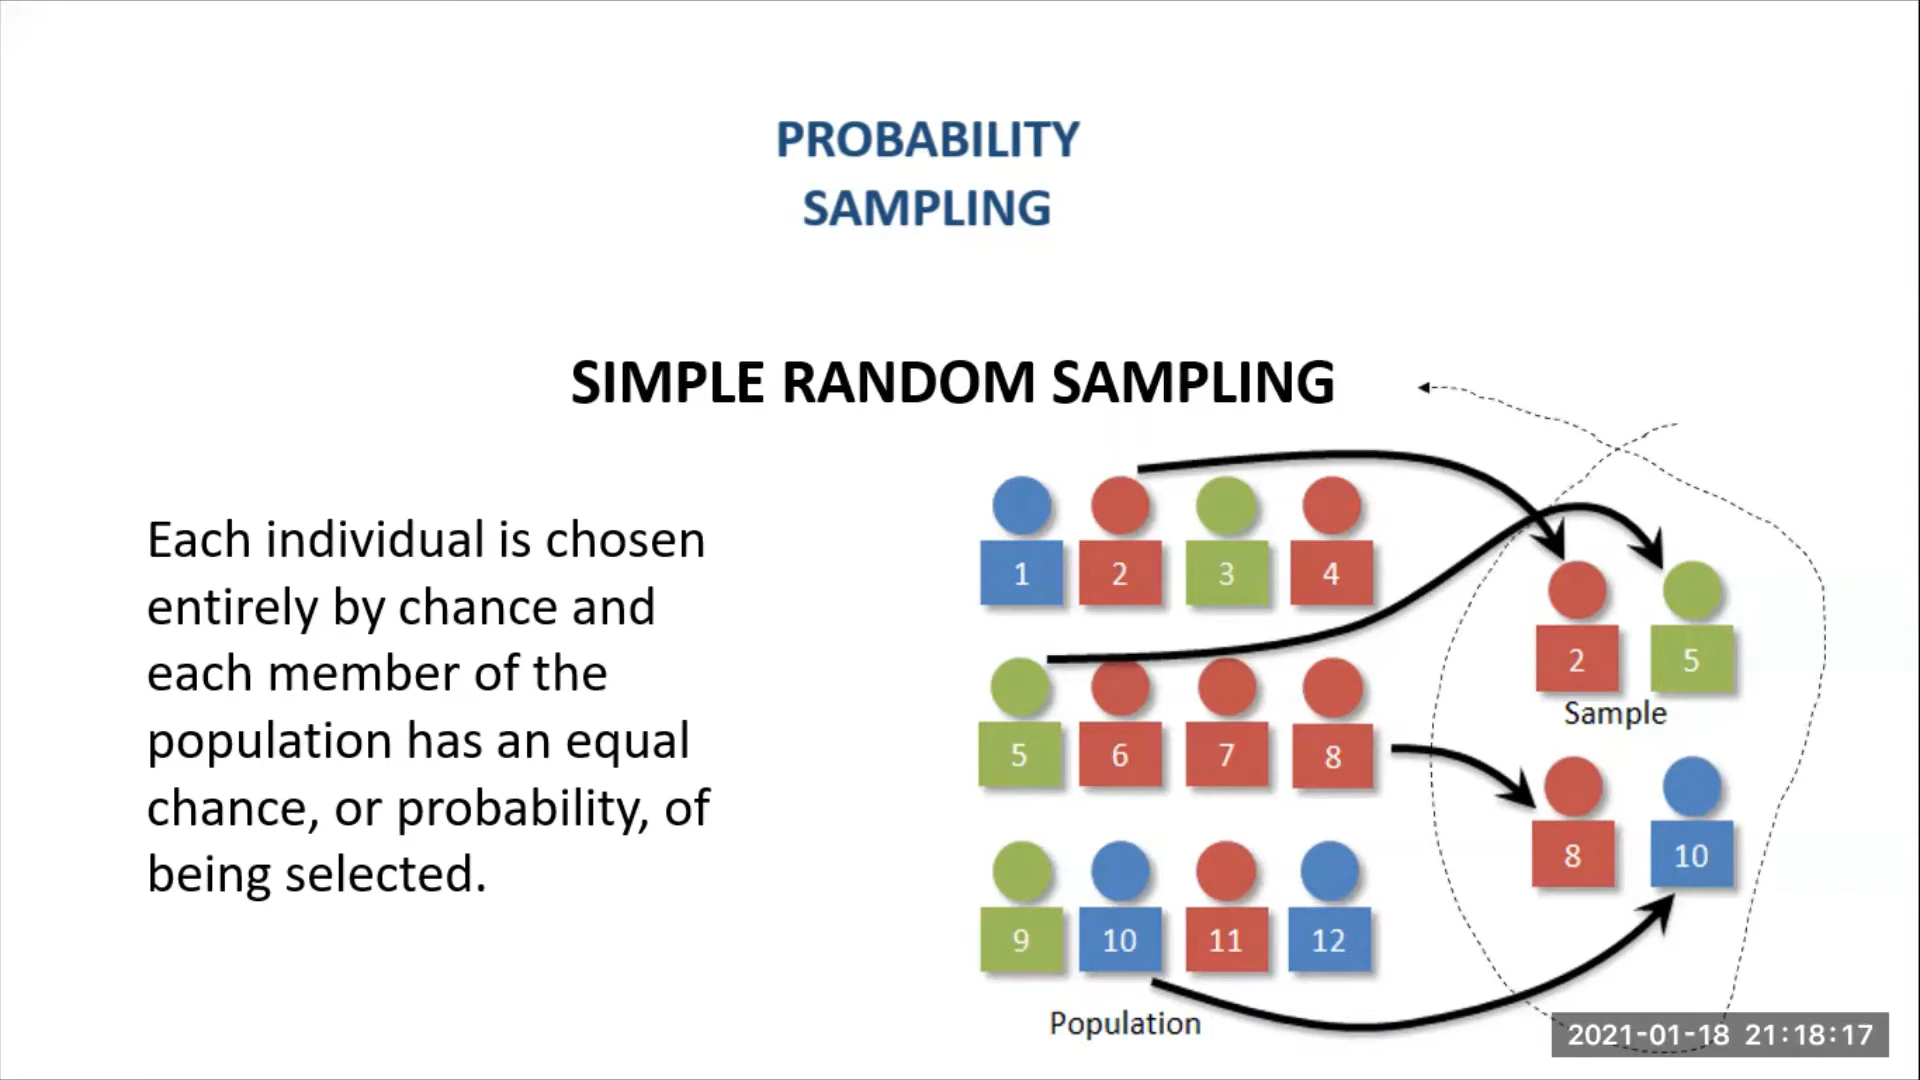 PROBABILITY
SAMPLING
SIMPLE RANDOM SAMPLING
Each individual is chosen
entirely by chance and
each member of the
population has an equal
chance, or probability, of
being selected.
1 2 3 4
5 6 7 8
9 10 11 12
Population
2 5
Sample
8 10
2021-01-18 21:18:17